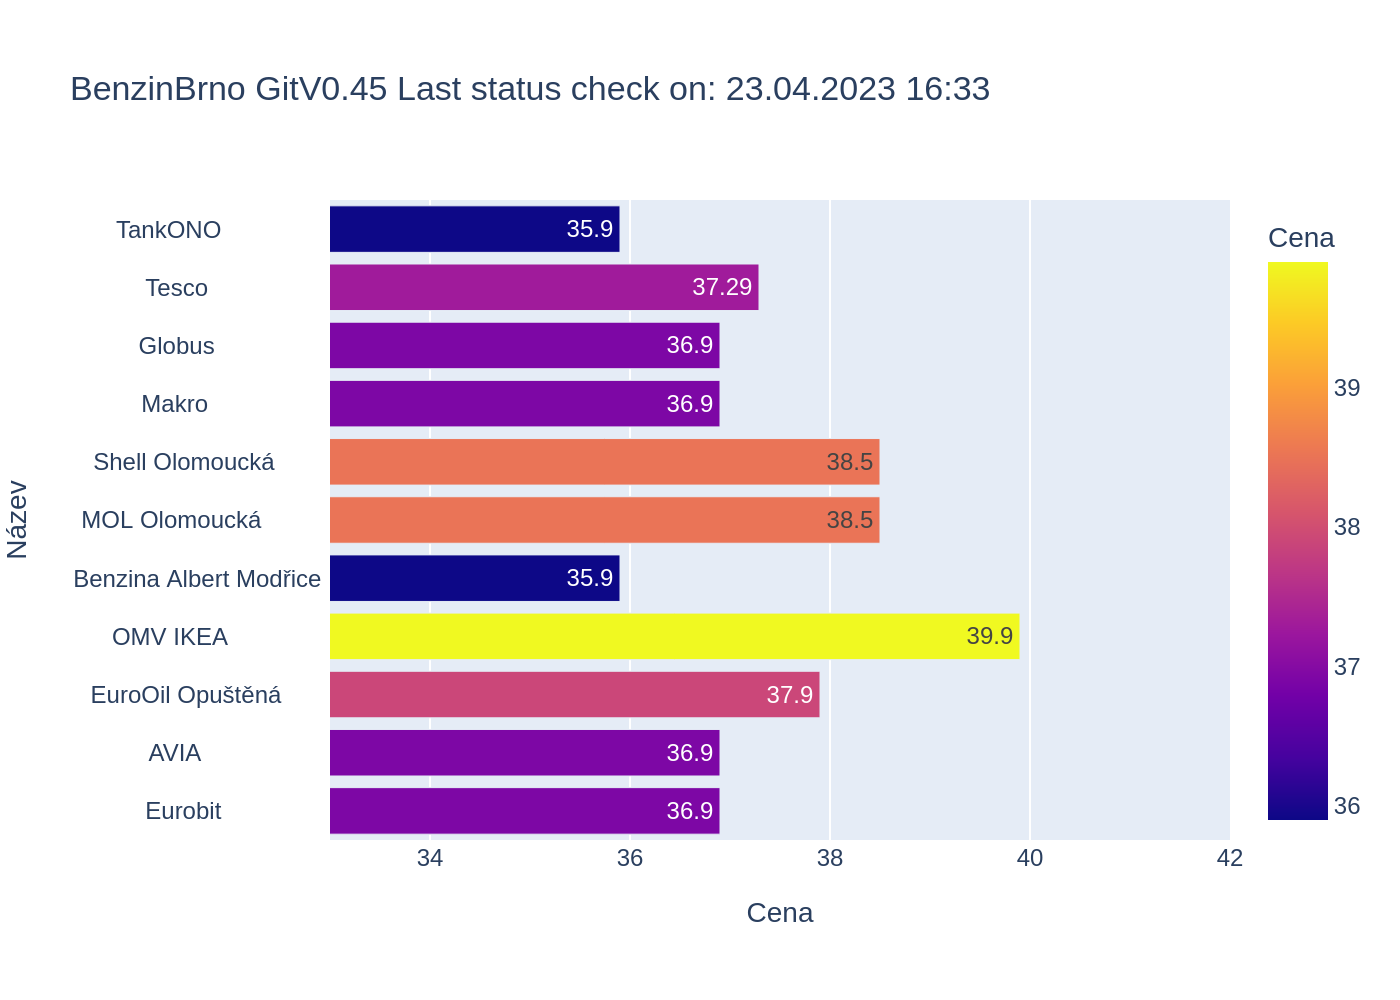 BenzinBrno GitV0.45 Last status check on: 23.04.2023 16:33
Název
TankONO 35.9
Tesco 37.29
Globus 36.9
Makro 36.9
Shell Olomoucká 38.5
MOL Olomoucká 38.5
Benzina Albert Modřice 35.9
OMV IKEA 39.9
EuroOil Opuštěná 37.9
AVIA 36.9
Eurobit 36.9
34 36 38 40 42
Cena
Cena
39
38
37
36